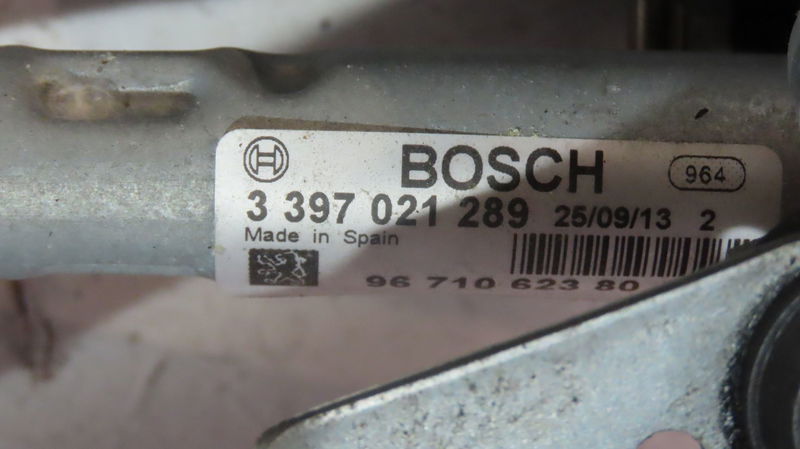 BOSCH 964
3 397 021 289 25/09/13 2
Made in Spain
96 710 623 80